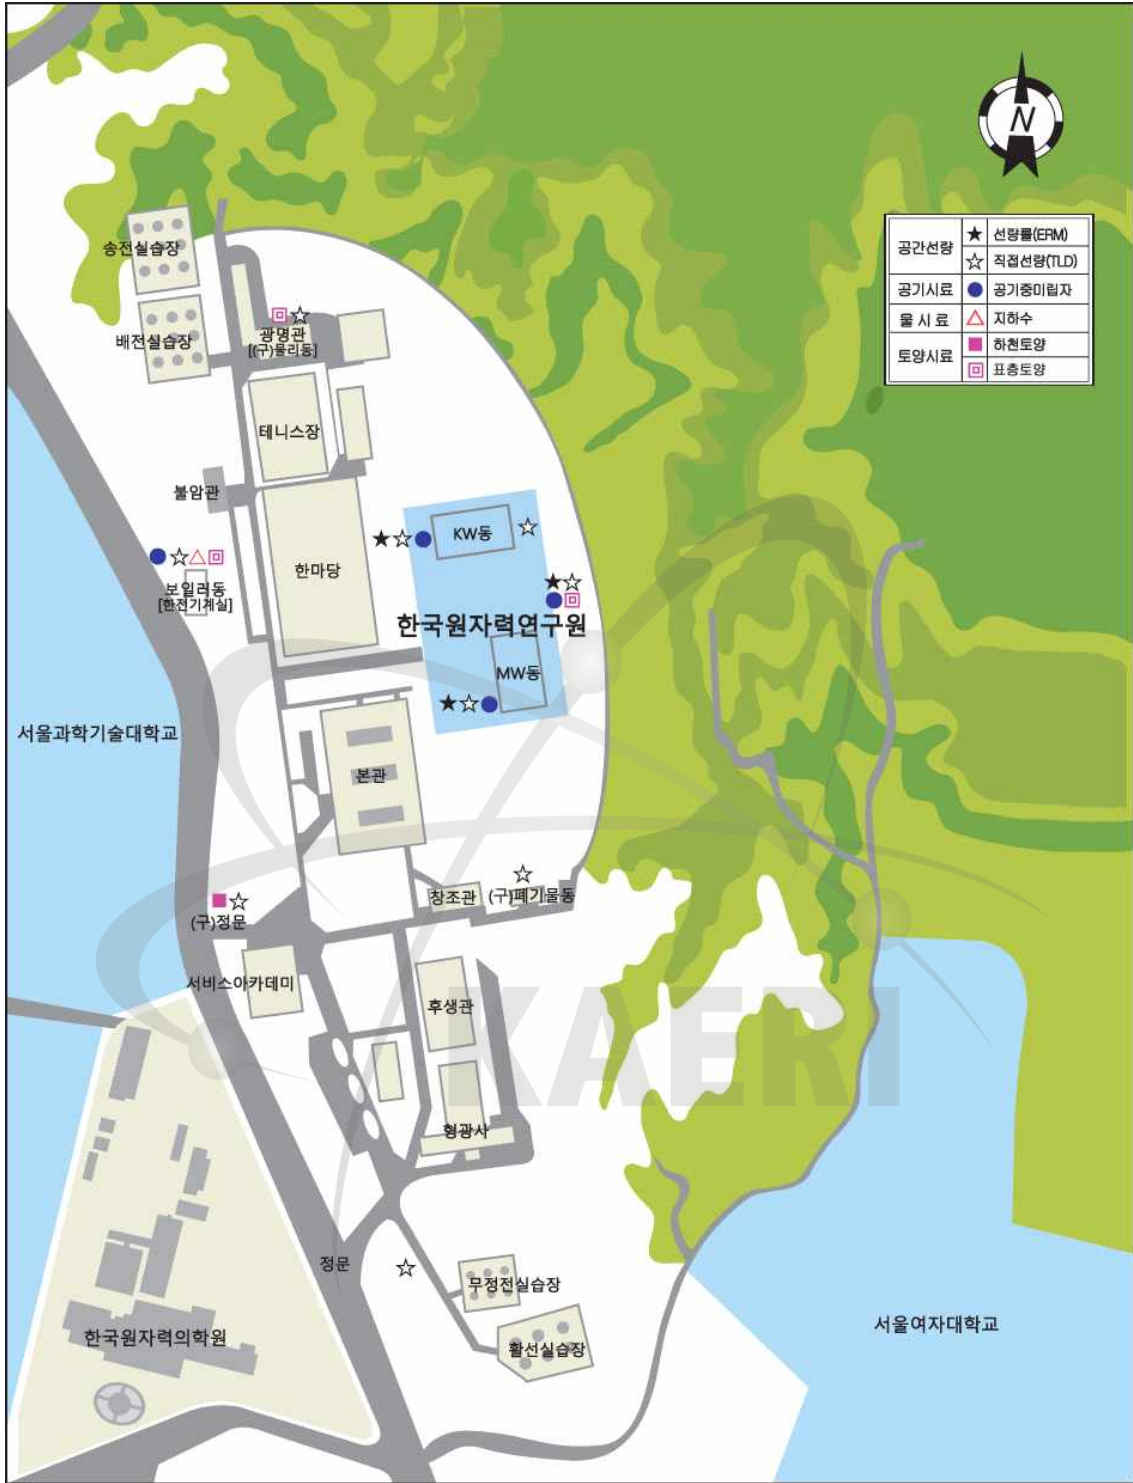 N
공간선량
★ 선량률(ERM)
☆ 직접선량(TLD)
공기시료 ● 공기중미립자
물 시 료 △ 지하수
토양시료
■ 하천토양
표층토양
송전실습장
배전실습장
광명관
[(구)물리동]
테니스장
불암관
KW동
한마당
보일러동
[한전기계실]
한국원자력연구원
MW동
서울과학기술대학교
본관
창조관
(구)폐기물동
(구)정문
서비스아카데미
후생관
KAERI
형광사
정문
무정전실습장
활선실습장
한국원자력의학원
서울여자대학교